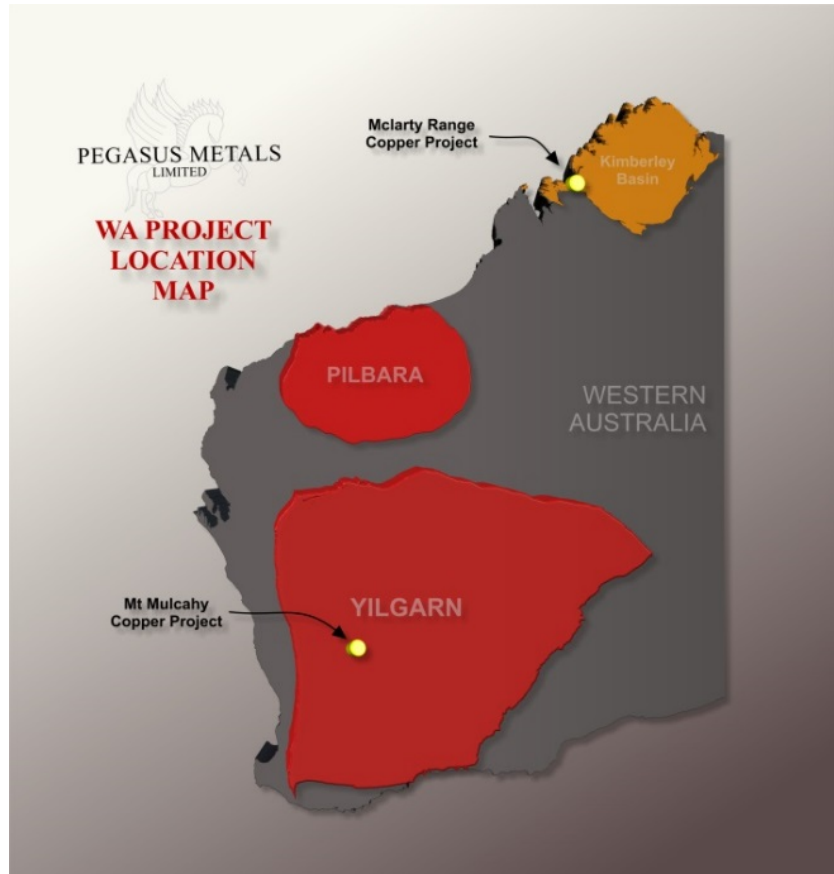 PEGASUS METALS
LIMITED
WA PROJECT
LOCATION
MAP
Mclarty Range
Copper Project
Kimberley
Basin
PILBARA
WESTERN
AUSTRALIA
YILGARN
Mt Mulcahy
Copper Project